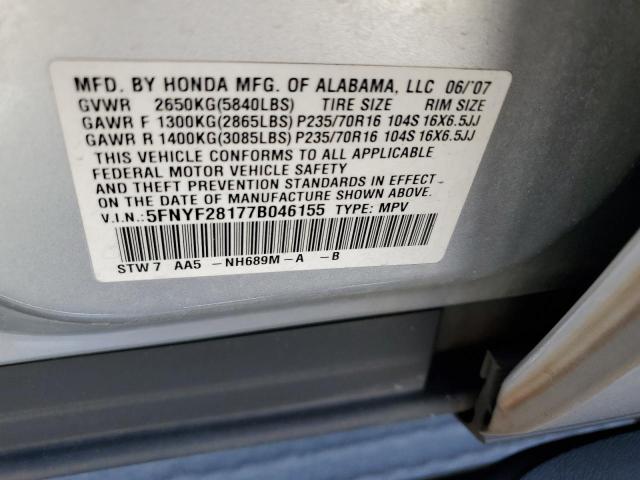 MFD. BY HONDA MFG. OF ALABAMA, LLC 06/'07
GVWR 2650KG(5840LBS) TIRE SIZE RIM SIZE
GAWR F 1300KG(2865LBS) P235/70R16 104S 16X6.5JJ
GAWR R 1400KG(3085LBS) P235/70R16 104S 16X6.5JJ
THIS VEHICLE CONFORMS TO ALL APPLICABLE
FEDERAL MOTOR VEHICLE SAFETY
AND THEFT PREVENTION STANDARDS IN EFFECT
ON THE DATE OF MANUFACTURE SHOWN ABOVE.
V.I.N.:5FNYF28177B046155 TYPE: MPV
STW7 AA5 -NH689M-A -B